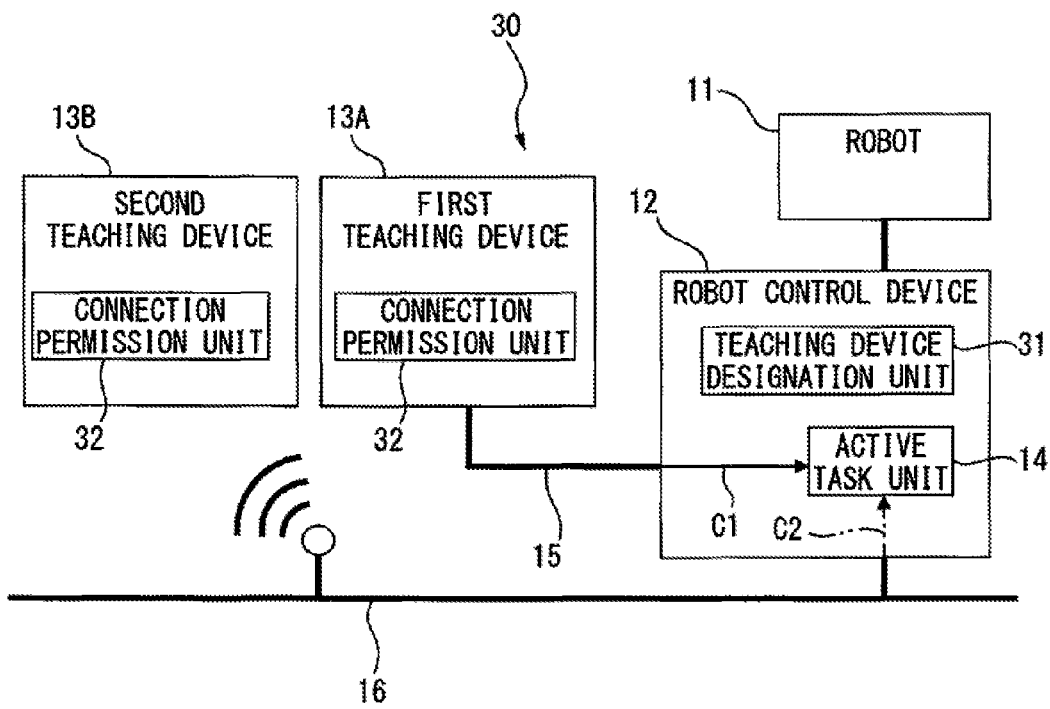 30
13B
13A
11
ROBOT
SECOND
TEACHING DEVICE
FIRST
TEACHING DEVICE
12
CONNECTION
PERMISSION UNIT
CONNECTION
PERMISSION UNIT
ROBOT CONTROL DEVICE
TEACHING DEVICE
DESIGNATION UNIT
31
32
32
ACTIVE
TASK UNIT
14
C1
C2
15
16